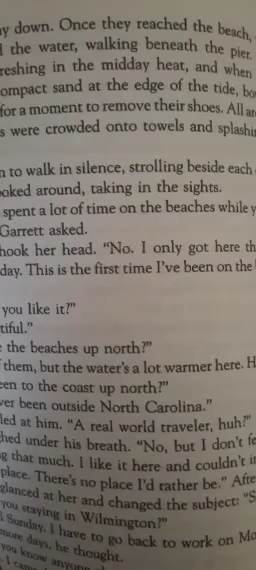 y down. Once they reached the beach,
the water, walking beneath the pier.
reshing in the midday heat, and when
ompact sand at the edge of the tide, bo
for a moment to remove their shoes. All ar
s were crowded onto towels and splashi
n to walk in silence, strolling beside each
ooked around, taking in the sights.
spent a lot of time on the beaches while y
Garrett asked.
hook her head. “No. I only got here th
day. This is the first time I’ve been on the
you like it?”
tiful.”
the beaches up north?”
them, but the water’s a lot warmer here. H
een to the coast up north?”
ver been outside North Carolina.”
led at him. “A real world traveler, huh?”
hed under his breath. “No, but I don’t fe
g that much. I like it here and couldn’t i
place. There’s no place I’d rather be.” Afte
glanced at her and changed the subject: “S
you staying in Wilmington?”
Sunday. I have to go back to work on Mo
more days, he thought.
you know anyone